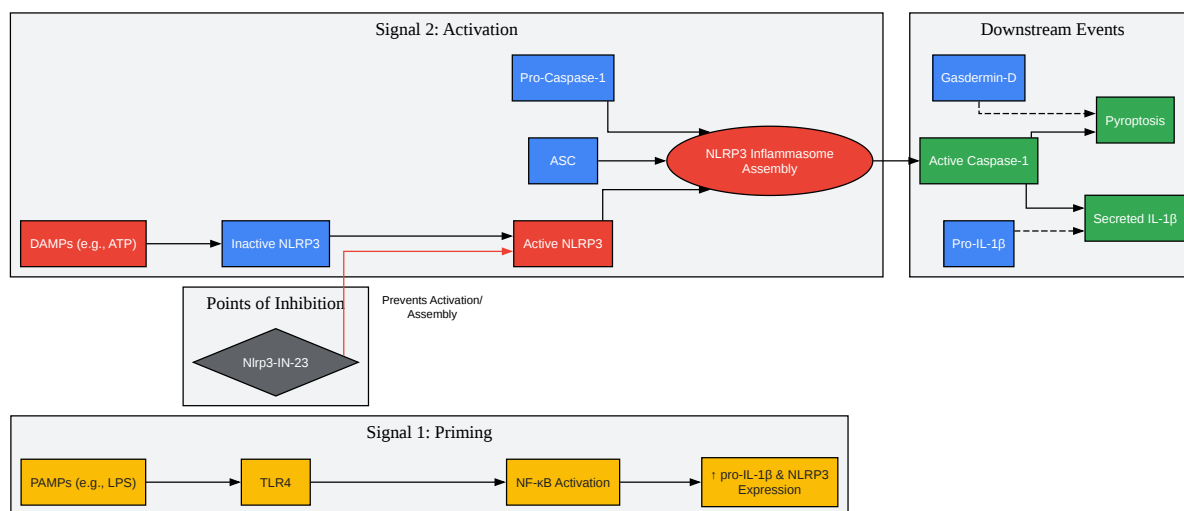 Signal 2: Activation
Pro-Caspase-1
ASC
NLRP3 Inflammasome
Assembly
DAMPs (e.g., ATP)
Inactive NLRP3
Active NLRP3
Downstream Events
Gasdermin-D
Pyroptosis
Active Caspase-1
Secreted IL-1β
Pro-IL-1β
Points of Inhibition
Nlrp3-IN-23
Prevents Activation/
Assembly
Signal 1: Priming
PAMPs (e.g., LPS)
TLR4
NF-κB Activation
↑ pro-IL-1β & NLRP3
Expression